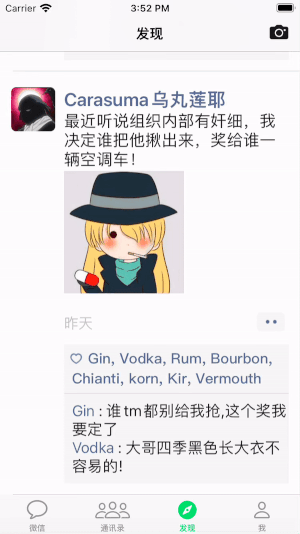 Carrier
3:52 PM
发现
Carasuma乌丸莲耶
最近听说组织内部有奸细，我
决定谁把他揪出来，奖给谁一
辆空调车！
昨天
Gin, Vodka, Rum, Bourbon,
Chianti, korn, Kir, Vermouth
Gin : 谁tm都别给我抢,这个奖我
要定了
Vodka : 大哥四季黑色长大衣不
容易的!
微信
通讯录
发现
我